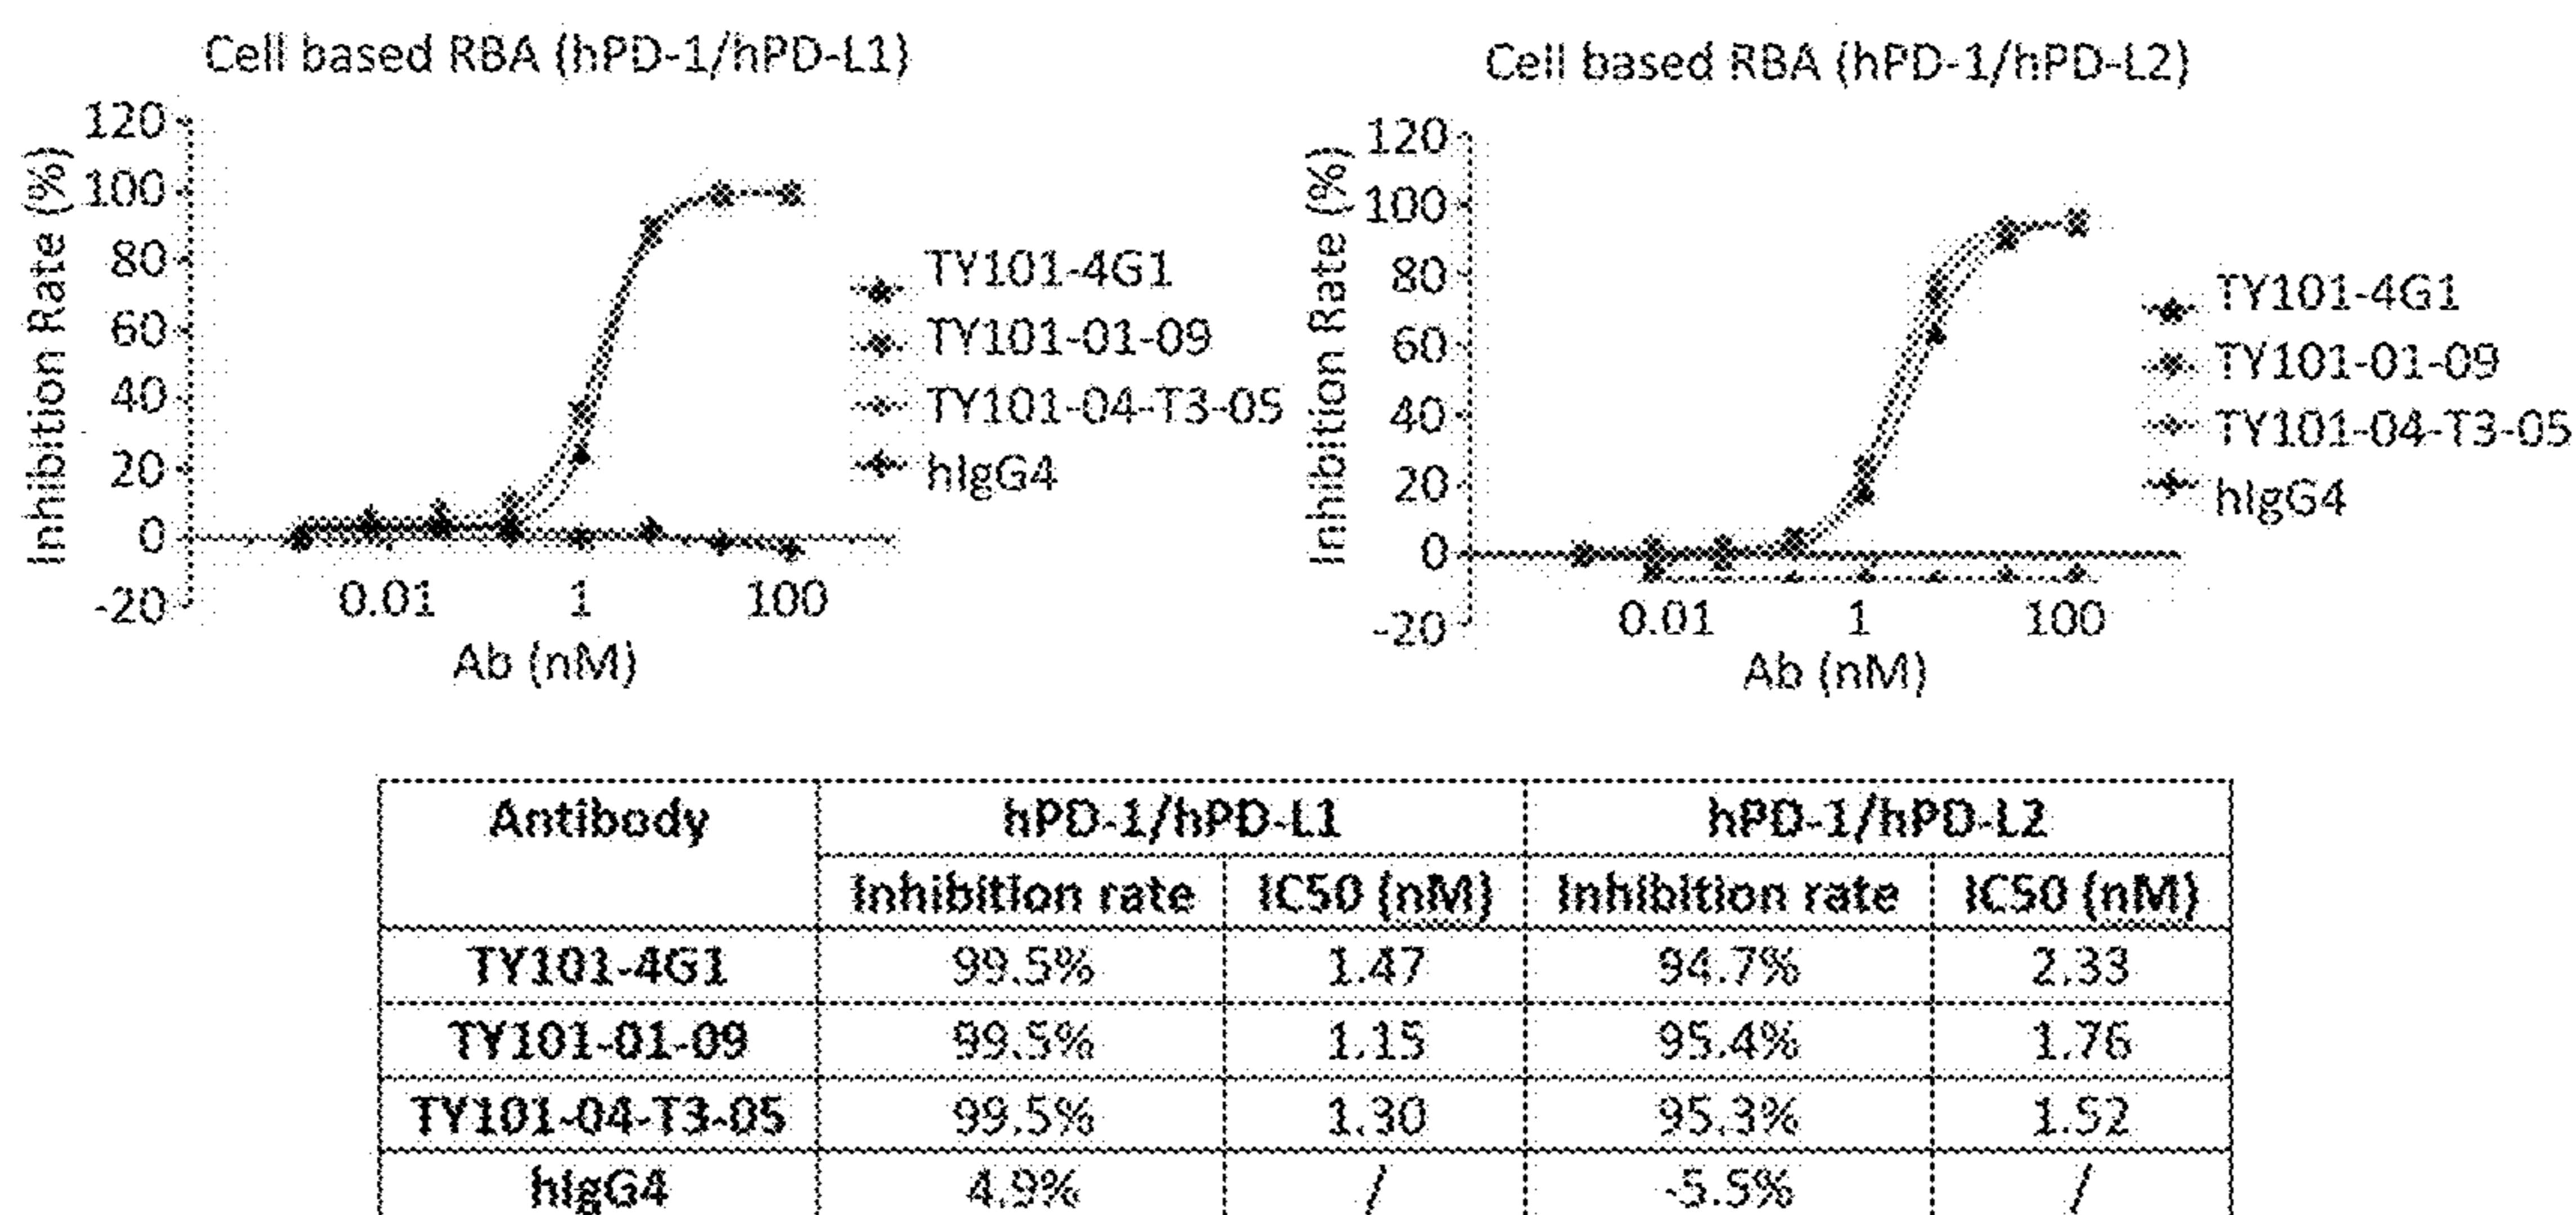 Cell based RBA (hPD-1/hPD-L1)
Inhibition Rate (%)
120
100
80
60
40
20
0
-20
0.01 1 100
Ab (nM)
TY101-4G1
TY101-01-09
TY101-04-T3-05
hIgG4
Cell based RBA (hPD-1/hPD-L2)
Inhibition Rate (%)
120
100
80
60
40
20
0
-20
0.01 1 100
Ab (nM)
TY101-4G1
TY101-01-09
TY101-04-T3-05
hIgG4
Antibody hPD-1/hPD-L1 hPD-1/hPD-L2
Inhibition rate IC50 (nM) Inhibition rate IC50 (nM)
TY101-4G1 99.5% 1.47 94.7% 2.33
TY101-01-09 99.5% 1.15 95.4% 1.76
TY101-04-T3-05 99.5% 1.30 95.3% 1.52
hIgG4 4.9% / -5.5% /